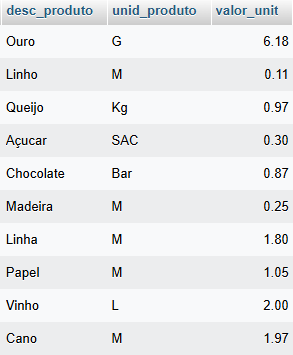 desc_produto unid_produto valor_unit
Ouro G 6.18
Linho M 0.11
Queijo Kg 0.97
Açucar SAC 0.30
Chocolate Bar 0.87
Madeira M 0.25
Linha M 1.80
Papel M 1.05
Vinho L 2.00
Cano M 1.97